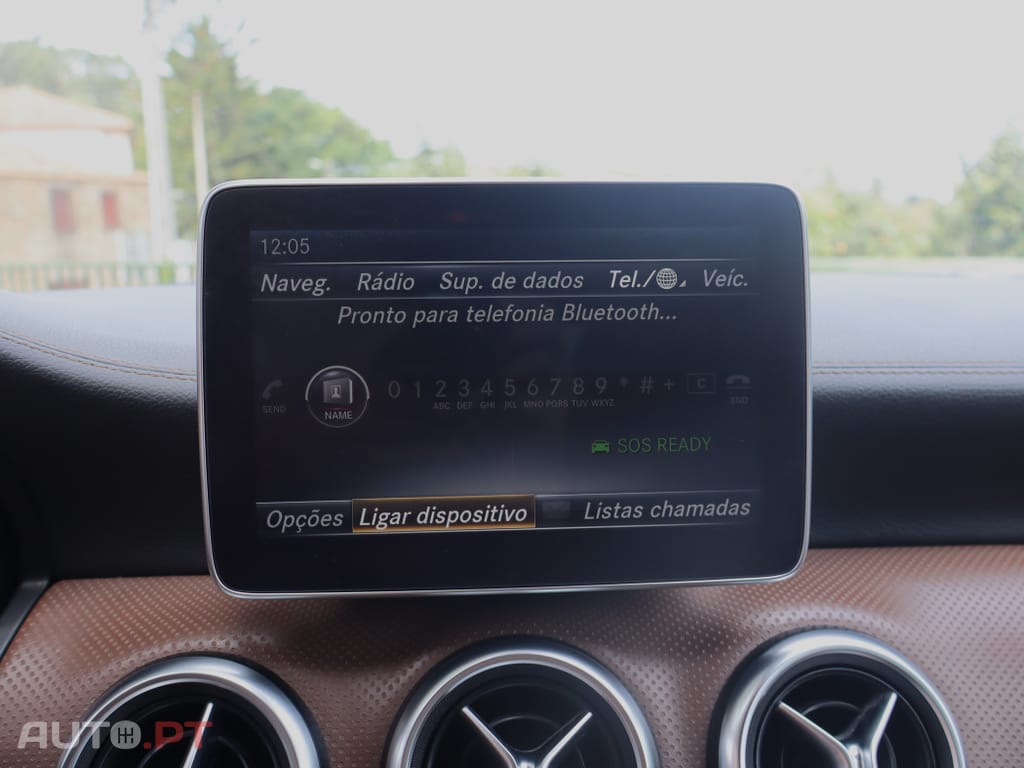 12:05
Naveg. Rádio Sup. de dados Tel./ Veíc.
Pronto para telefonia Bluetooth...
SEND NAME 0 1 2 3 4 5 6 7 8 9 * # + C END
ABC DEF GHI JKL MNO PQRS TUV WXYZ
SOS READY
Opções Ligar dispositivo Listas chamadas
AUTO.PT